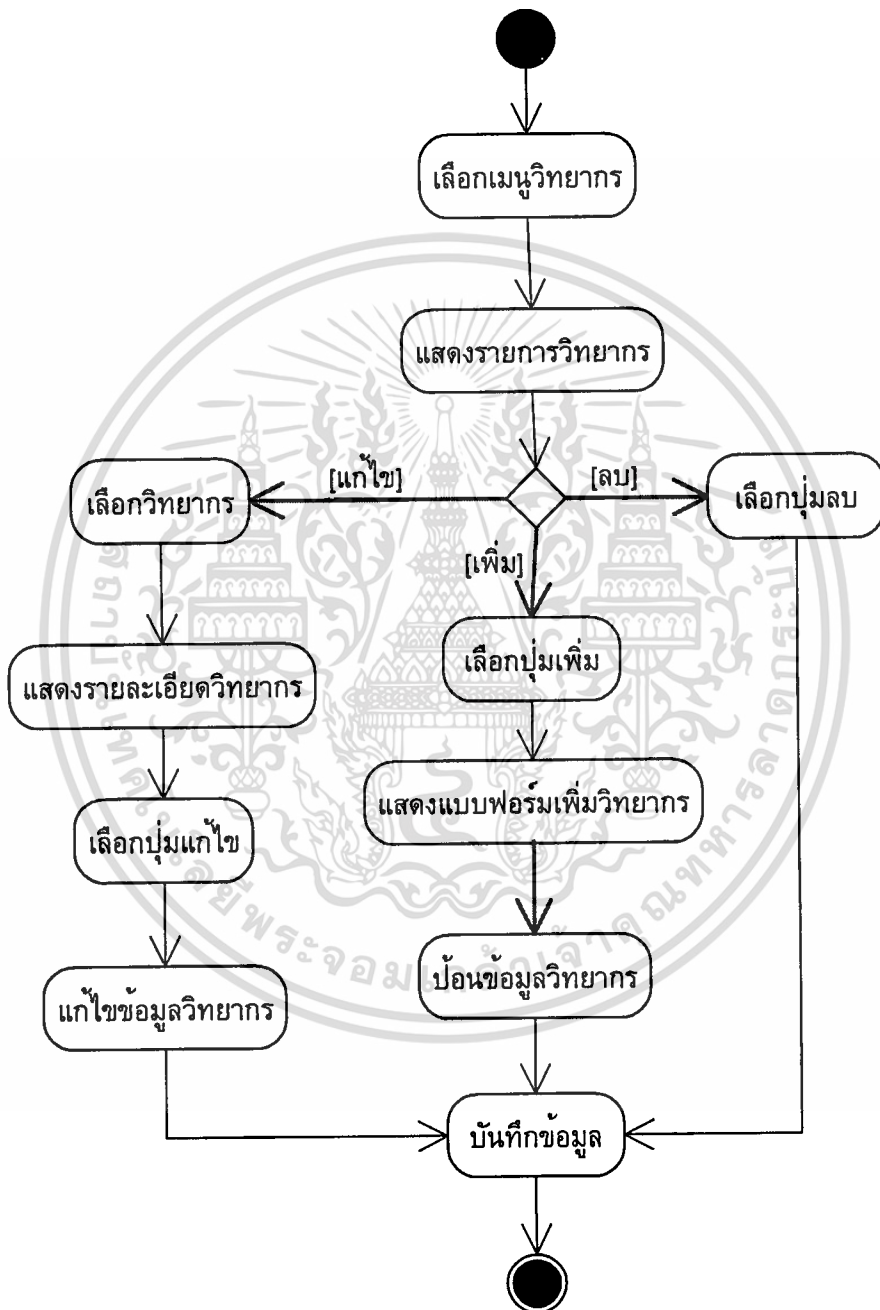 เลือกเมนูวิทยากร
แสดงรายการวิทยากร
[แก้ไข]
[ลบ]
เลือกวิทยากร
เลือกปุ่มลบ
[เพิ่ม]
เลือกปุ่มเพิ่ม
แสดงรายละเอียดวิทยากร
แสดงแบบฟอร์มเพิ่มวิทยากร
เลือกปุ่มแก้ไข
ป้อนข้อมูลวิทยากร
แก้ไขข้อมูลวิทยากร
บันทึกข้อมูล